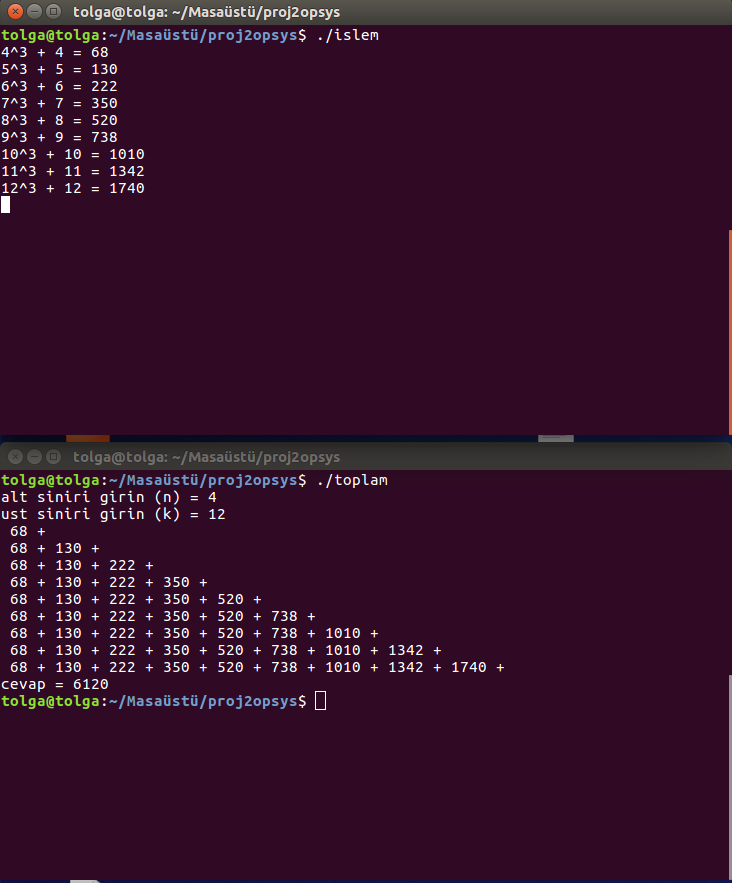 tolga@tolga: ~/Masaüstü/proj2opsys
tolga@tolga:~/Masaüstü/proj2opsys$ ./islem
4^3 + 4 = 68
5^3 + 5 = 130
6^3 + 6 = 222
7^3 + 7 = 350
8^3 + 8 = 520
9^3 + 9 = 738
10^3 + 10 = 1010
11^3 + 11 = 1342
12^3 + 12 = 1740
tolga@tolga: ~/Masaüstü/proj2opsys
tolga@tolga:~/Masaüstü/proj2opsys$ ./toplam
alt siniri girin (n) = 4
ust siniri girin (k) = 12
68 +
68 + 130 +
68 + 130 + 222 +
68 + 130 + 222 + 350 +
68 + 130 + 222 + 350 + 520 +
68 + 130 + 222 + 350 + 520 + 738 +
68 + 130 + 222 + 350 + 520 + 738 + 1010 +
68 + 130 + 222 + 350 + 520 + 738 + 1010 + 1342 +
68 + 130 + 222 + 350 + 520 + 738 + 1010 + 1342 + 1740 +
cevap = 6120
tolga@tolga:~/Masaüstü/proj2opsys$